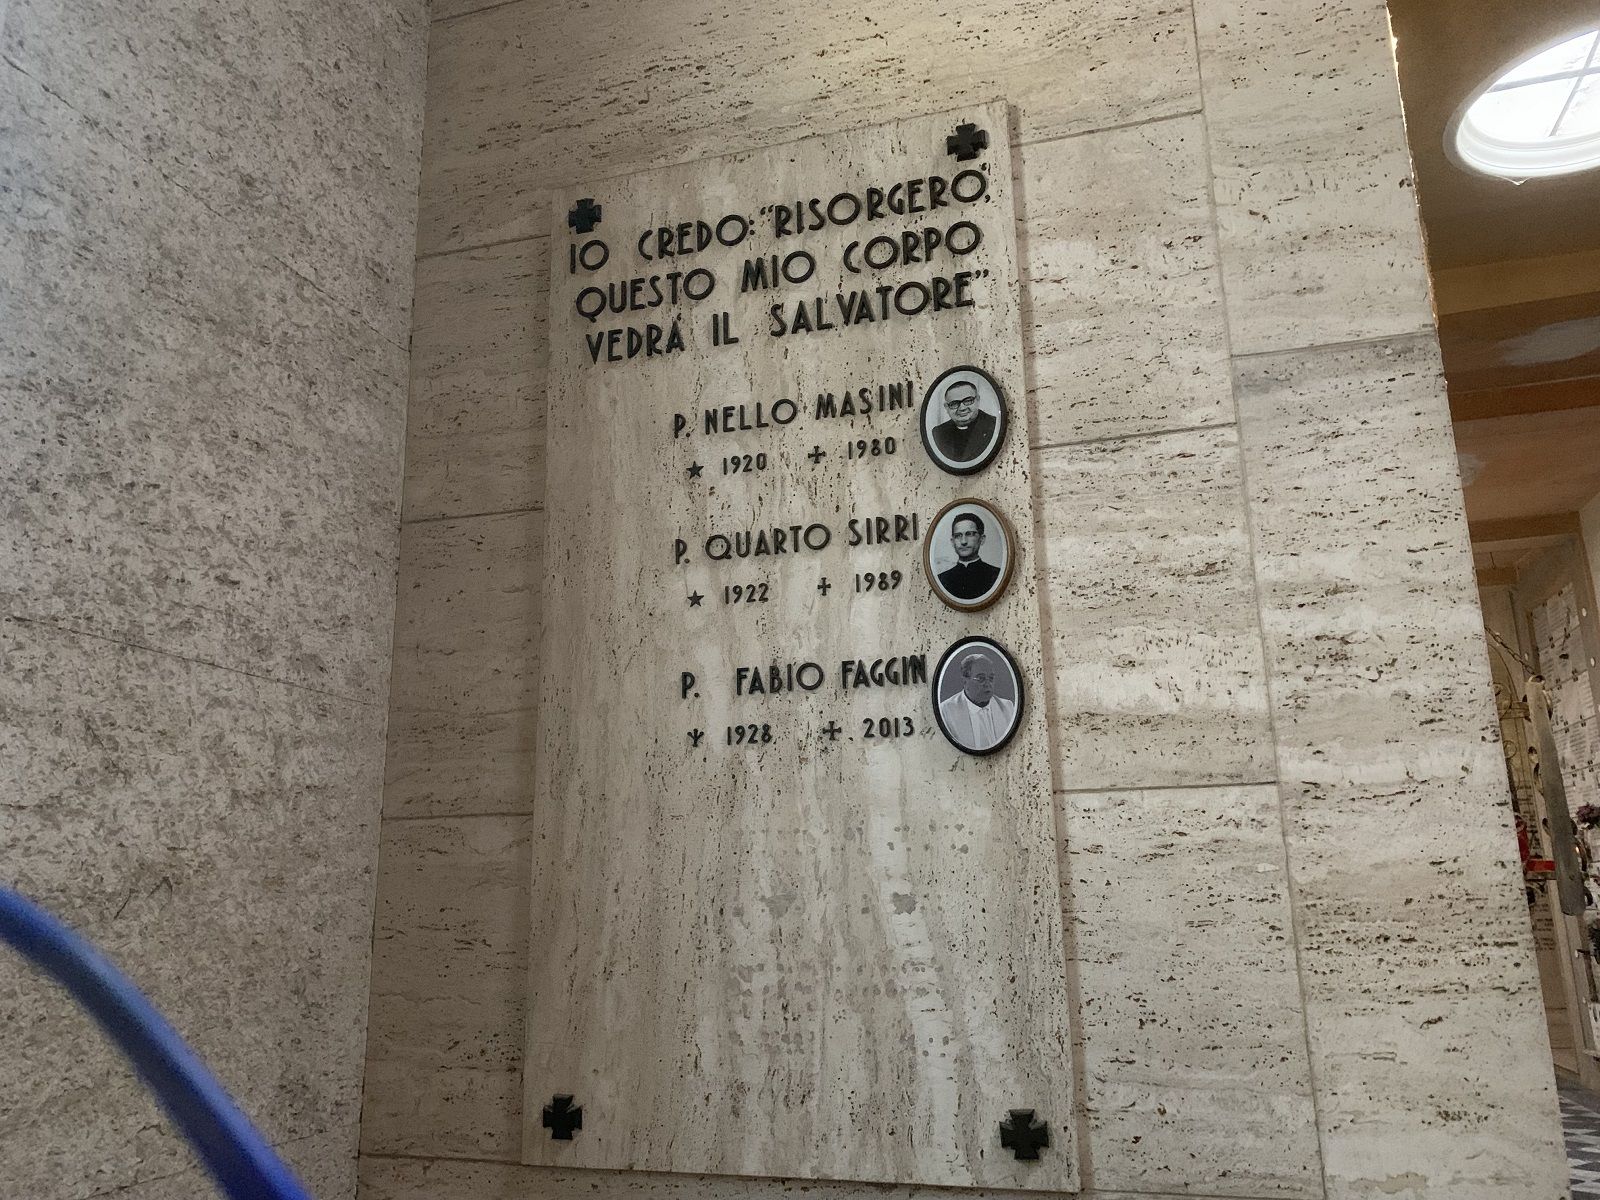 IO CREDO: "RISORGERÒ,
QUESTO MIO CORPO
VEDRÀ IL SALVATORE"
P. NELLO MASINI
★ 1920 ✝ 1980
P. QUARTO SIRRI
★ 1922 ✝ 1989
P. FABIO FAGGIN
★ 1928 ✝ 2013